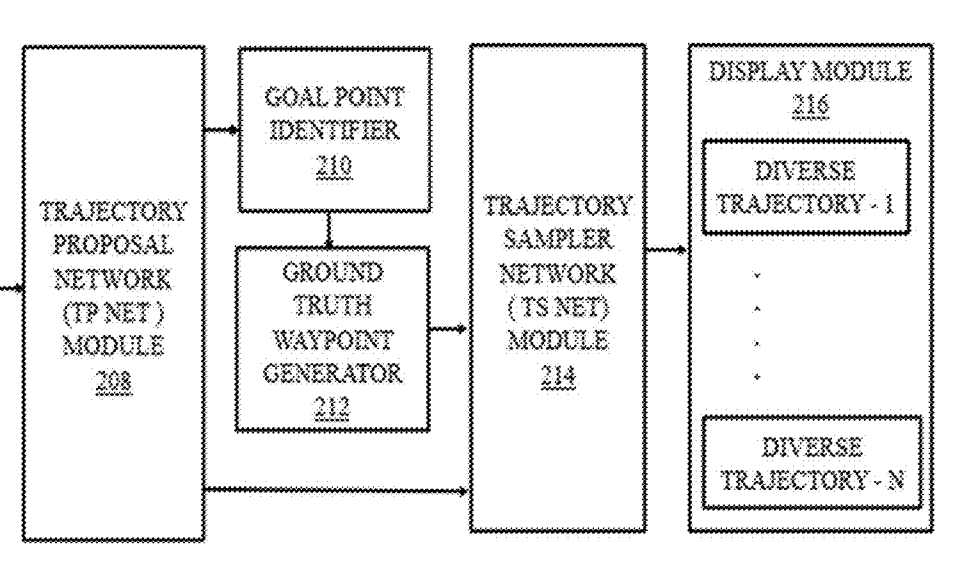 TRAJECTORY
PROPOSAL
NETWORK
(TP NET )
MODULE
208
GOAL POINT
IDENTIFIER
210
GROUND
TRUTH
WAYPOINT
GENERATOR
212
TRAJECTORY
SAMPLER
NETWORK
( TS NET)
MODULE
214
DISPLAY MODULE
216
DIVERSE
TRAJECTORY - 1
DIVERSE
TRAJECTORY - N